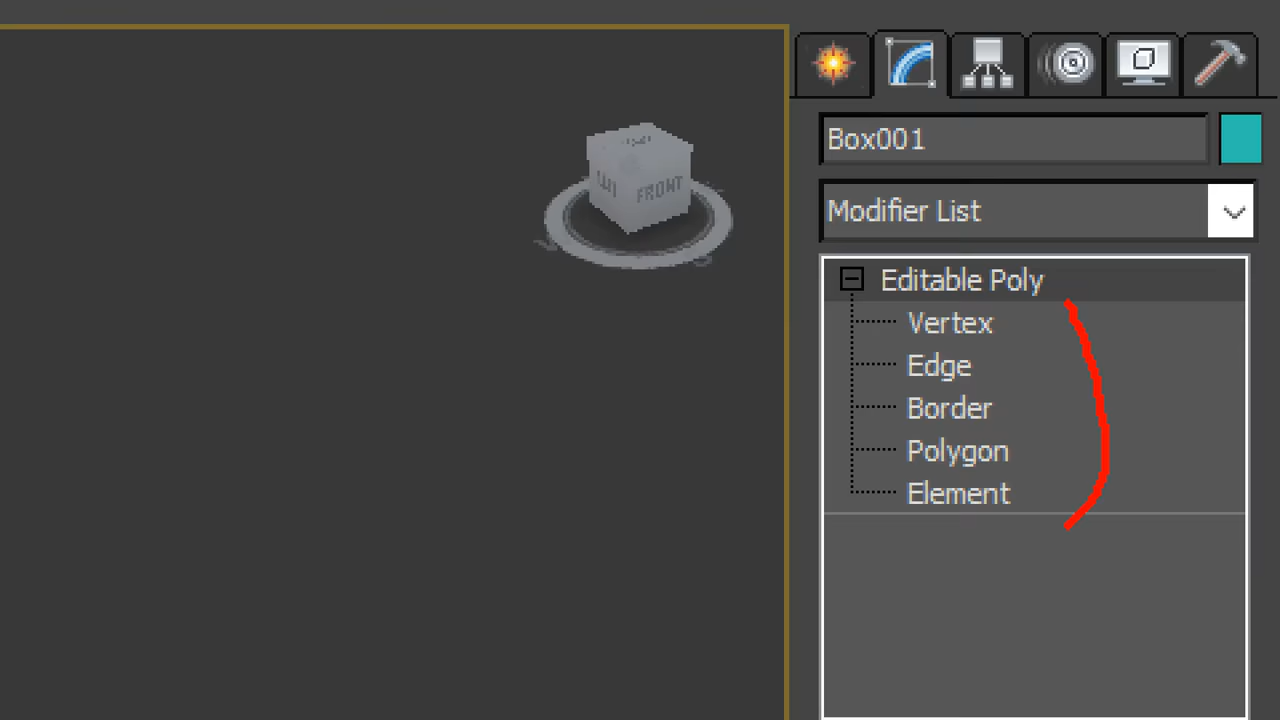 Box001
Modifier List
FRONT
Editable Poly
Vertex
Edge
Border
Polygon
Element